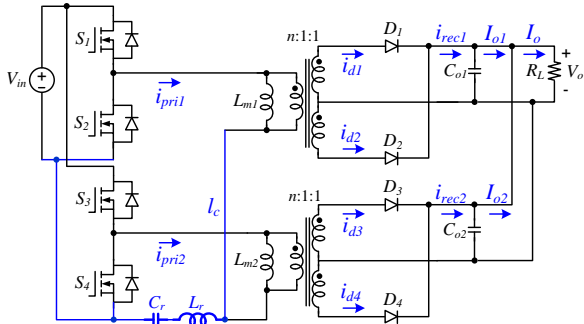 S1
n:1:1
D1
irec1
Io1
Io
id1
Vin
ipri1
Lm1
Co1
RL
+
Vo
-
S2
id2
D2
lc
n:1:1
D3
irec2
Io2
S3
id3
ipri2
Lm2
Co2
S4
Cr
Lr
id4
D4